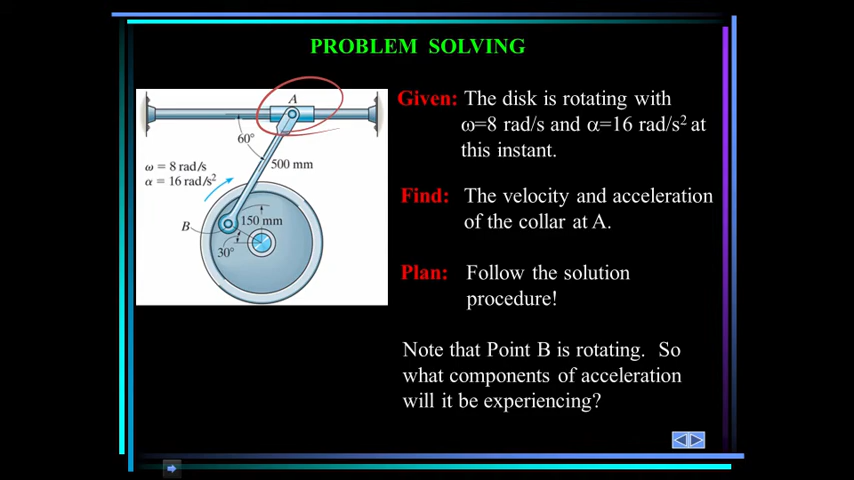 PROBLEM SOLVING
A
60°
500 mm
ω = 8 rad/s
α = 16 rad/s²
B
150 mm
30°
Given: The disk is rotating with
ω=8 rad/s and α=16 rad/s² at
this instant.
Find: The velocity and acceleration
of the collar at A.
Plan: Follow the solution
procedure!
Note that Point B is rotating. So
what components of acceleration
will it be experiencing?